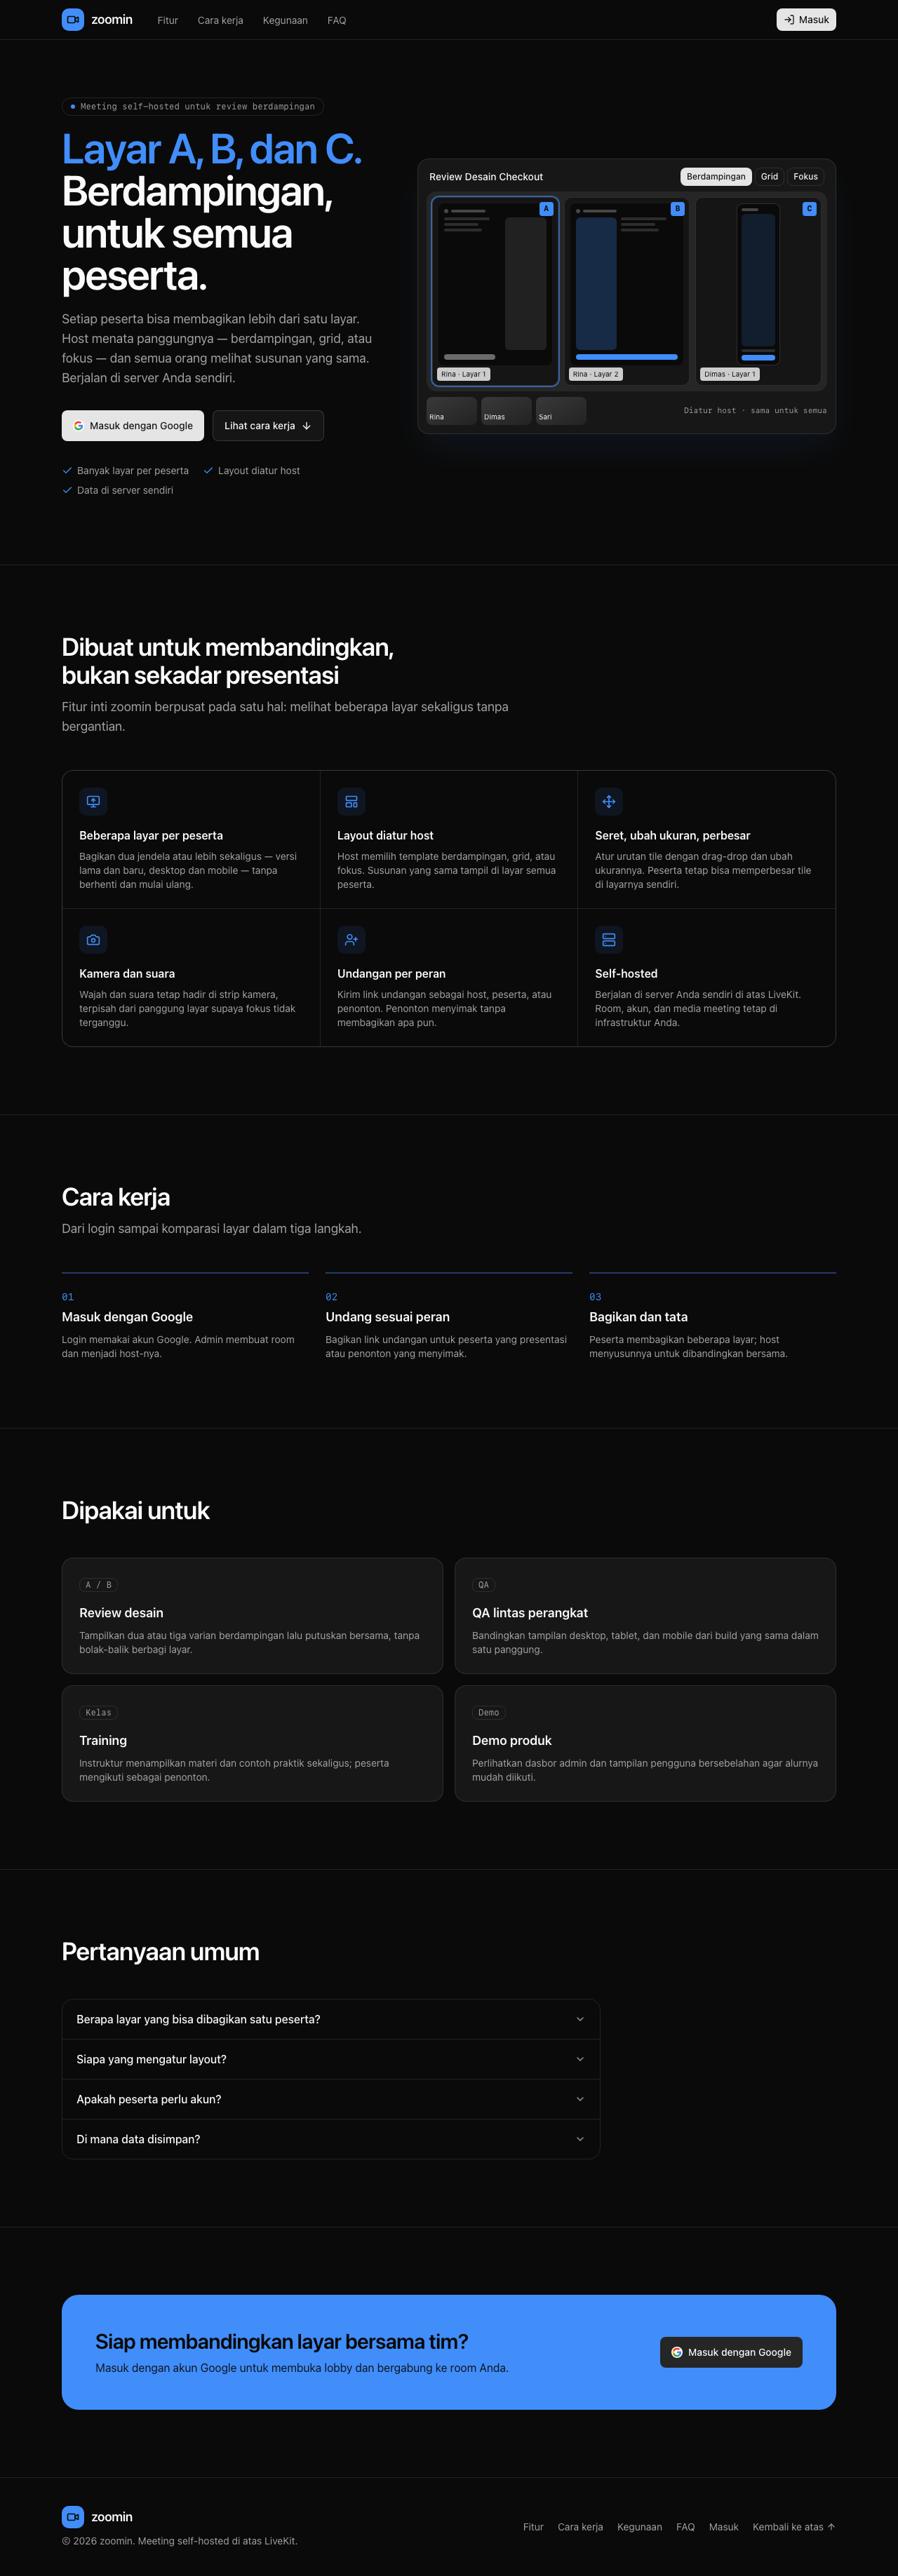 zoomin
Fitur
Cara kerja
Kegunaan
FAQ
Masuk
Meeting self-hosted untuk review berdampingan
Layar A, B, dan C.
Berdampingan,
untuk semua
peserta.
Setiap peserta bisa membagikan lebih dari satu layar.
Host menata panggungnya — berdampingan, grid, atau
fokus — dan semua orang melihat susunan yang sama.
Berjalan di server Anda sendiri.
Masuk dengan Google
Lihat cara kerja
Banyak layar per peserta
Layout diatur host
Data di server sendiri
Review Desain Checkout
Berdampingan
Grid
Fokus
A
B
C
Rina · Layar 1
Rina · Layar 2
Dimas · Layar 1
Rina
Dimas
Sari
Diatur host · sama untuk semua
Dibuat untuk membandingkan,
bukan sekadar presentasi
Fitur inti zoomin berpusat pada satu hal: melihat beberapa layar sekaligus tanpa
bergantian.
Beberapa layar per peserta
Bagikan dua jendela atau lebih sekaligus — versi
lama dan baru, desktop dan mobile — tanpa
berhenti dan mulai ulang.
Layout diatur host
Host memilih template berdampingan, grid, atau
fokus. Susunan yang sama tampil di layar semua
peserta.
Seret, ubah ukuran, perbesar
Atur urutan tile dengan drag-drop dan ubah
ukurannya. Peserta tetap bisa memperbesar tile
di layarnya sendiri.
Kamera dan suara
Wajah dan suara tetap hadir di strip kamera,
terpisah dari panggung layar supaya fokus tidak
terganggu.
Undangan per peran
Kirim link undangan sebagai host, peserta, atau
penonton. Penonton menyimak tanpa
membagikan apa pun.
Self-hosted
Berjalan di server Anda sendiri di atas LiveKit.
Room, akun, dan media meeting tetap di
infrastruktur Anda.
Cara kerja
Dari login sampai komparasi layar dalam tiga langkah.
01
Masuk dengan Google
Login memakai akun Google. Admin membuat room
dan menjadi host-nya.
02
Undang sesuai peran
Bagikan link undangan untuk peserta yang presentasi
atau penonton yang menyimak.
03
Bagikan dan tata
Peserta membagikan beberapa layar; host
menyusunnya untuk dibandingkan bersama.
Dipakai untuk
A / B
Review desain
Tampilkan dua atau tiga varian berdampingan lalu putuskan bersama, tanpa
bolak-balik berbagi layar.
QA
QA lintas perangkat
Bandingkan tampilan desktop, tablet, dan mobile dari build yang sama dalam
satu panggung.
Kelas
Training
Instruktur menampilkan materi dan contoh praktik sekaligus; peserta
mengikuti sebagai penonton.
Demo
Demo produk
Perlihatkan dasbor admin dan tampilan pengguna bersebelahan agar alurnya
mudah diikuti.
Pertanyaan umum
Berapa layar yang bisa dibagikan satu peserta?
Siapa yang mengatur layout?
Apakah peserta perlu akun?
Di mana data disimpan?
Siap membandingkan layar bersama tim?
Masuk dengan akun Google untuk membuka lobby dan bergabung ke room Anda.
Masuk dengan Google
zoomin
© 2026 zoomin. Meeting self-hosted di atas LiveKit.
Fitur
Cara kerja
Kegunaan
FAQ
Masuk
Kembali ke atas ↑